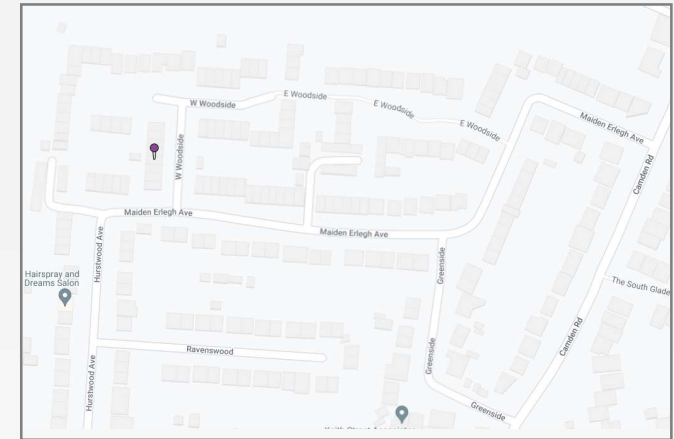 E Woodside
W Woodside
E Woodside
E Woodside
Maiden Erlegh Ave
W Woodside
Camden Rd
Maiden Erlegh Ave
Maiden Erlegh Ave
Hurstwood Ave
Greenside
Hairspray and
Dreams Salon
The South Glade
Camden Rd
Ravenswood
Greenside
Hurstwood Ave
Greenside